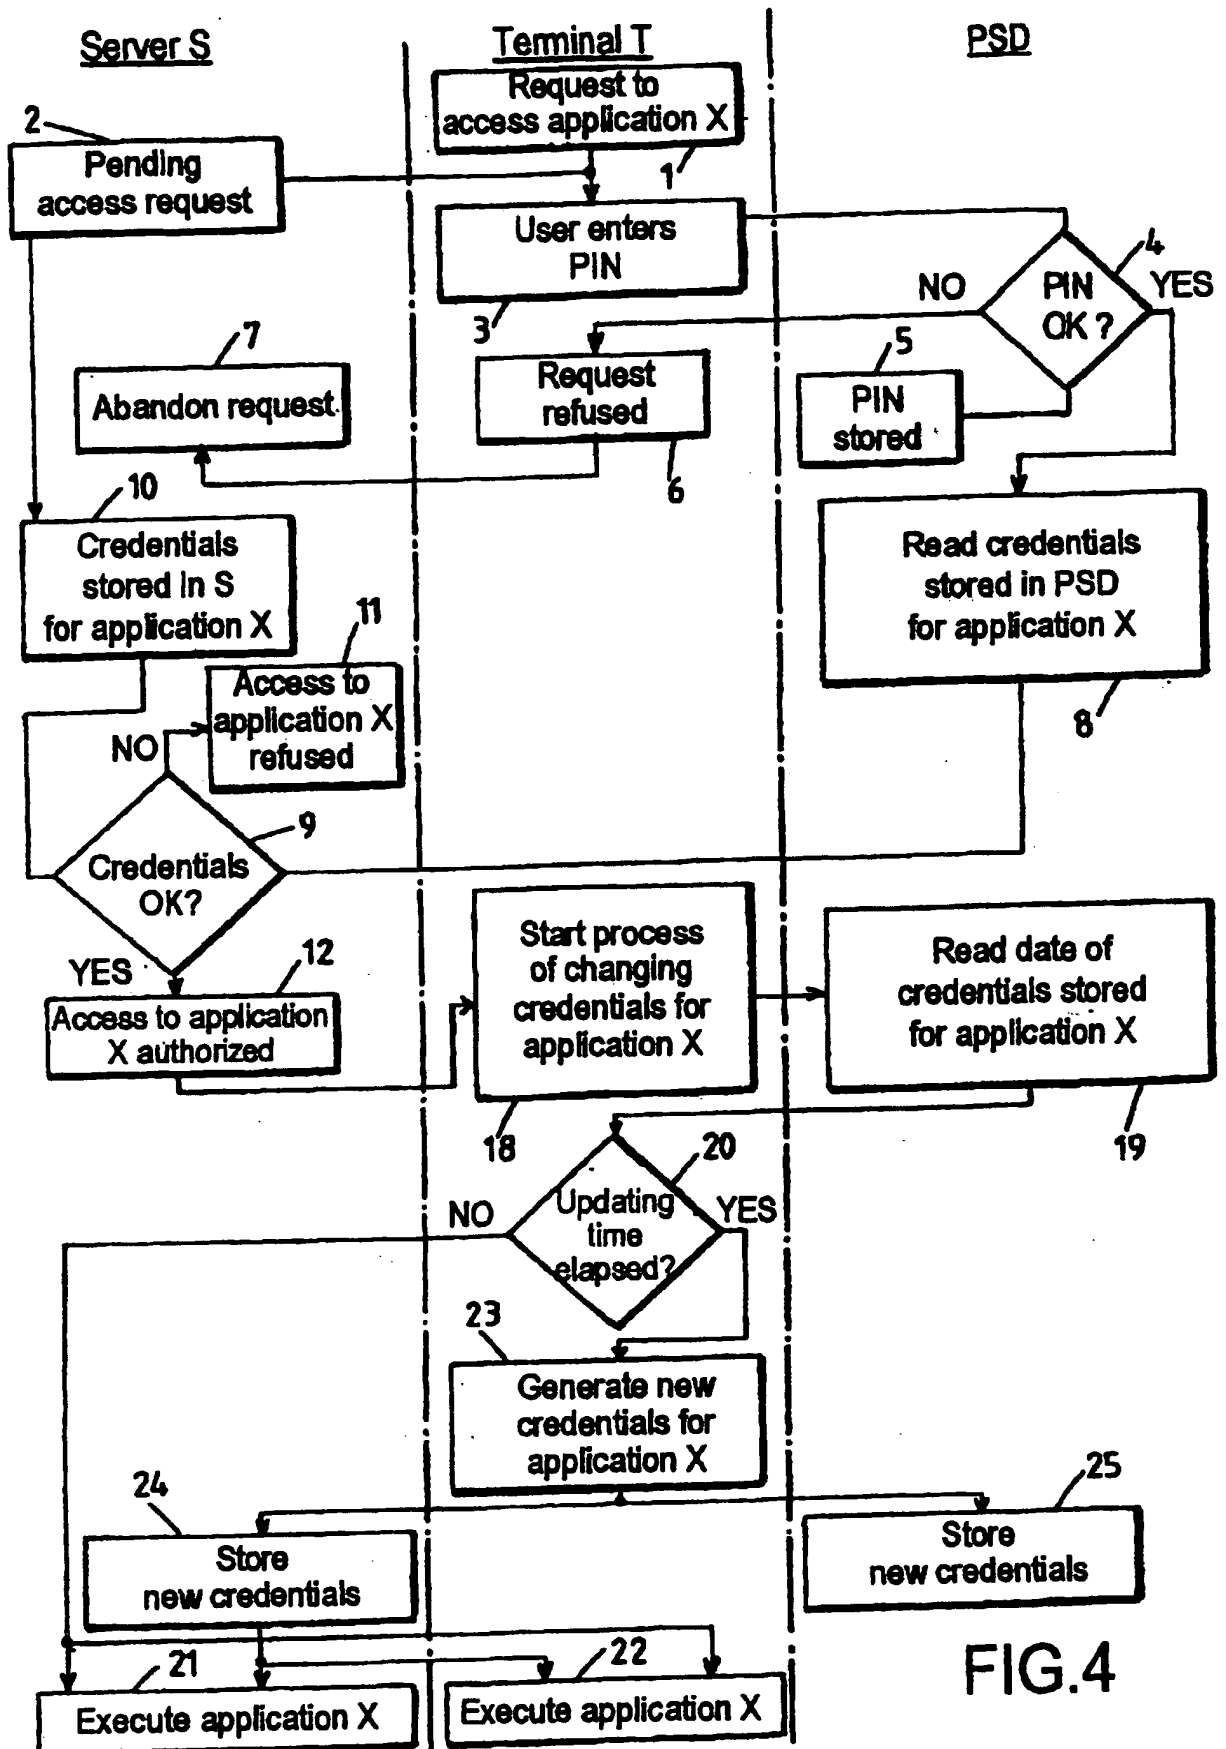 Server S
Terminal T
PSD
Request to
access application X
1
2
Pending
access request
User enters
PIN
3
4
NO
PIN
OK ?
YES
5
PIN
stored
Request
refused
6
7
Abandon request
10
Credentials
stored in S
for application X
Read credentials
stored in PSD
for application X
8
11
Access to
application X
refused
NO
9
Credentials
OK?
YES
12
Access to application
X authorized
Start process
of changing
credentials for
application X
18
Read date of
credentials stored
for application X
19
20
NO
Updating
time
elapsed?
YES
23
Generate new
credentials for
application X
24
Store
new credentials
25
Store
new credentials
21
Execute application X
22
Execute application X
FIG.4